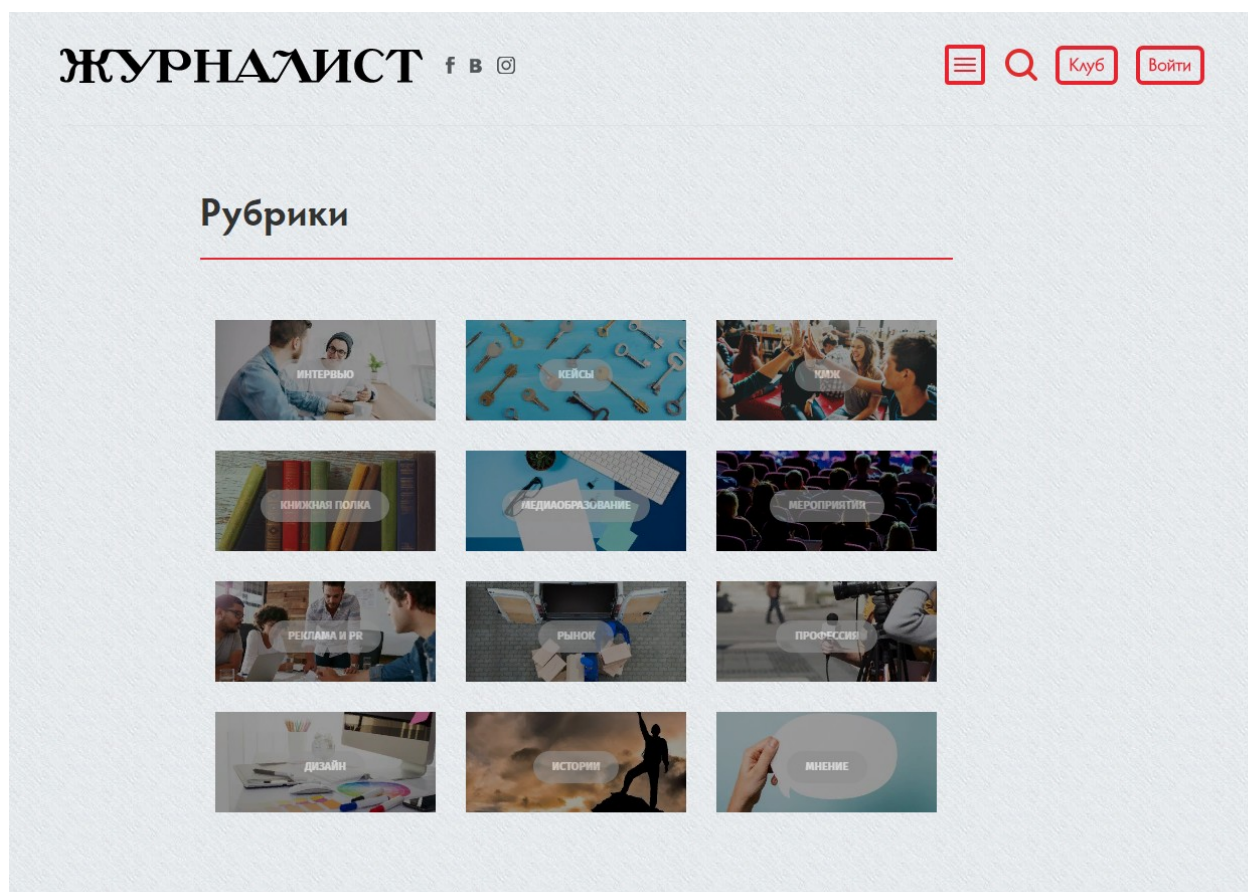 ЖУРНАЛИСТ f В
Клуб
Войти
Рубрики
ИНТЕРВЬЮ
КЕЙСЫ
КМЖ
КНИЖНАЯ ПОЛКА
МЕДИАОБРАЗОВАНИЕ
МЕРОПРИЯТИЯ
РЕКЛАМА И PR
РЫНОК
ПРОФЕССИЯ
ДИЗАЙН
ИСТОРИИ
МНЕНИЕ